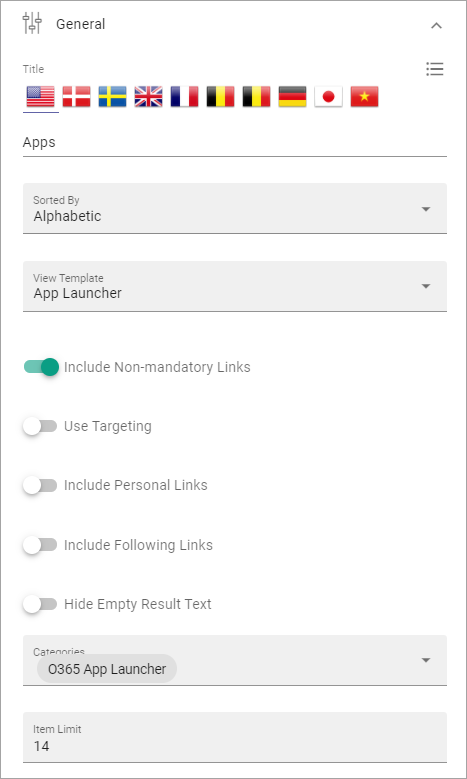 General
Title
Apps
Sorted By
Alphabetic
View Template
App Launcher
Include Non-mandatory Links
Use Targeting
Include Personal Links
Include Following Links
Hide Empty Result Text
Categories
O365 App Launcher
Item Limit
14